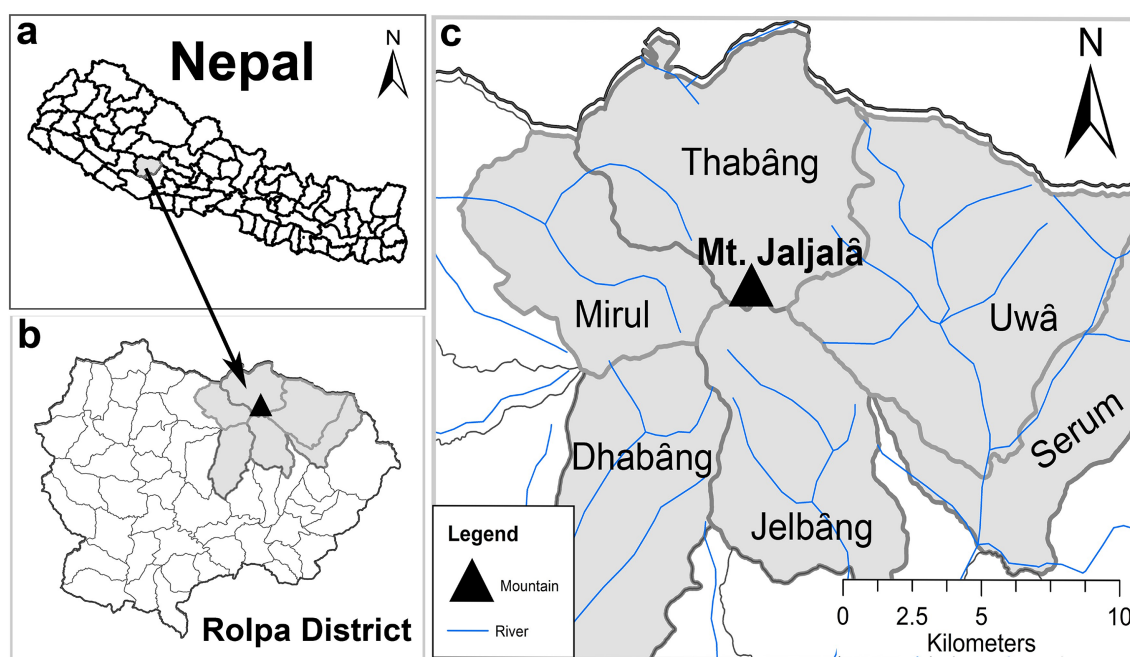 a
Nepal
N
b
Rolpa District
c
N
Thabâng
Mt. Jaljalâ
Mirul
Uwâ
Serum
Dhabâng
Jelbâng
Legend
Mountain
River
0 2.5 5 10
Kilometers